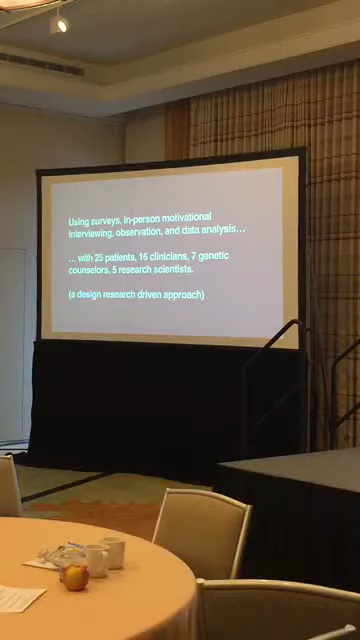 Using surveys, in-person motivational
interviewing, observation, and data analysis...
... with 25 patients, 16 clinicians, 7 genetic
counselors, 5 research scientists.
(a design research driven approach)